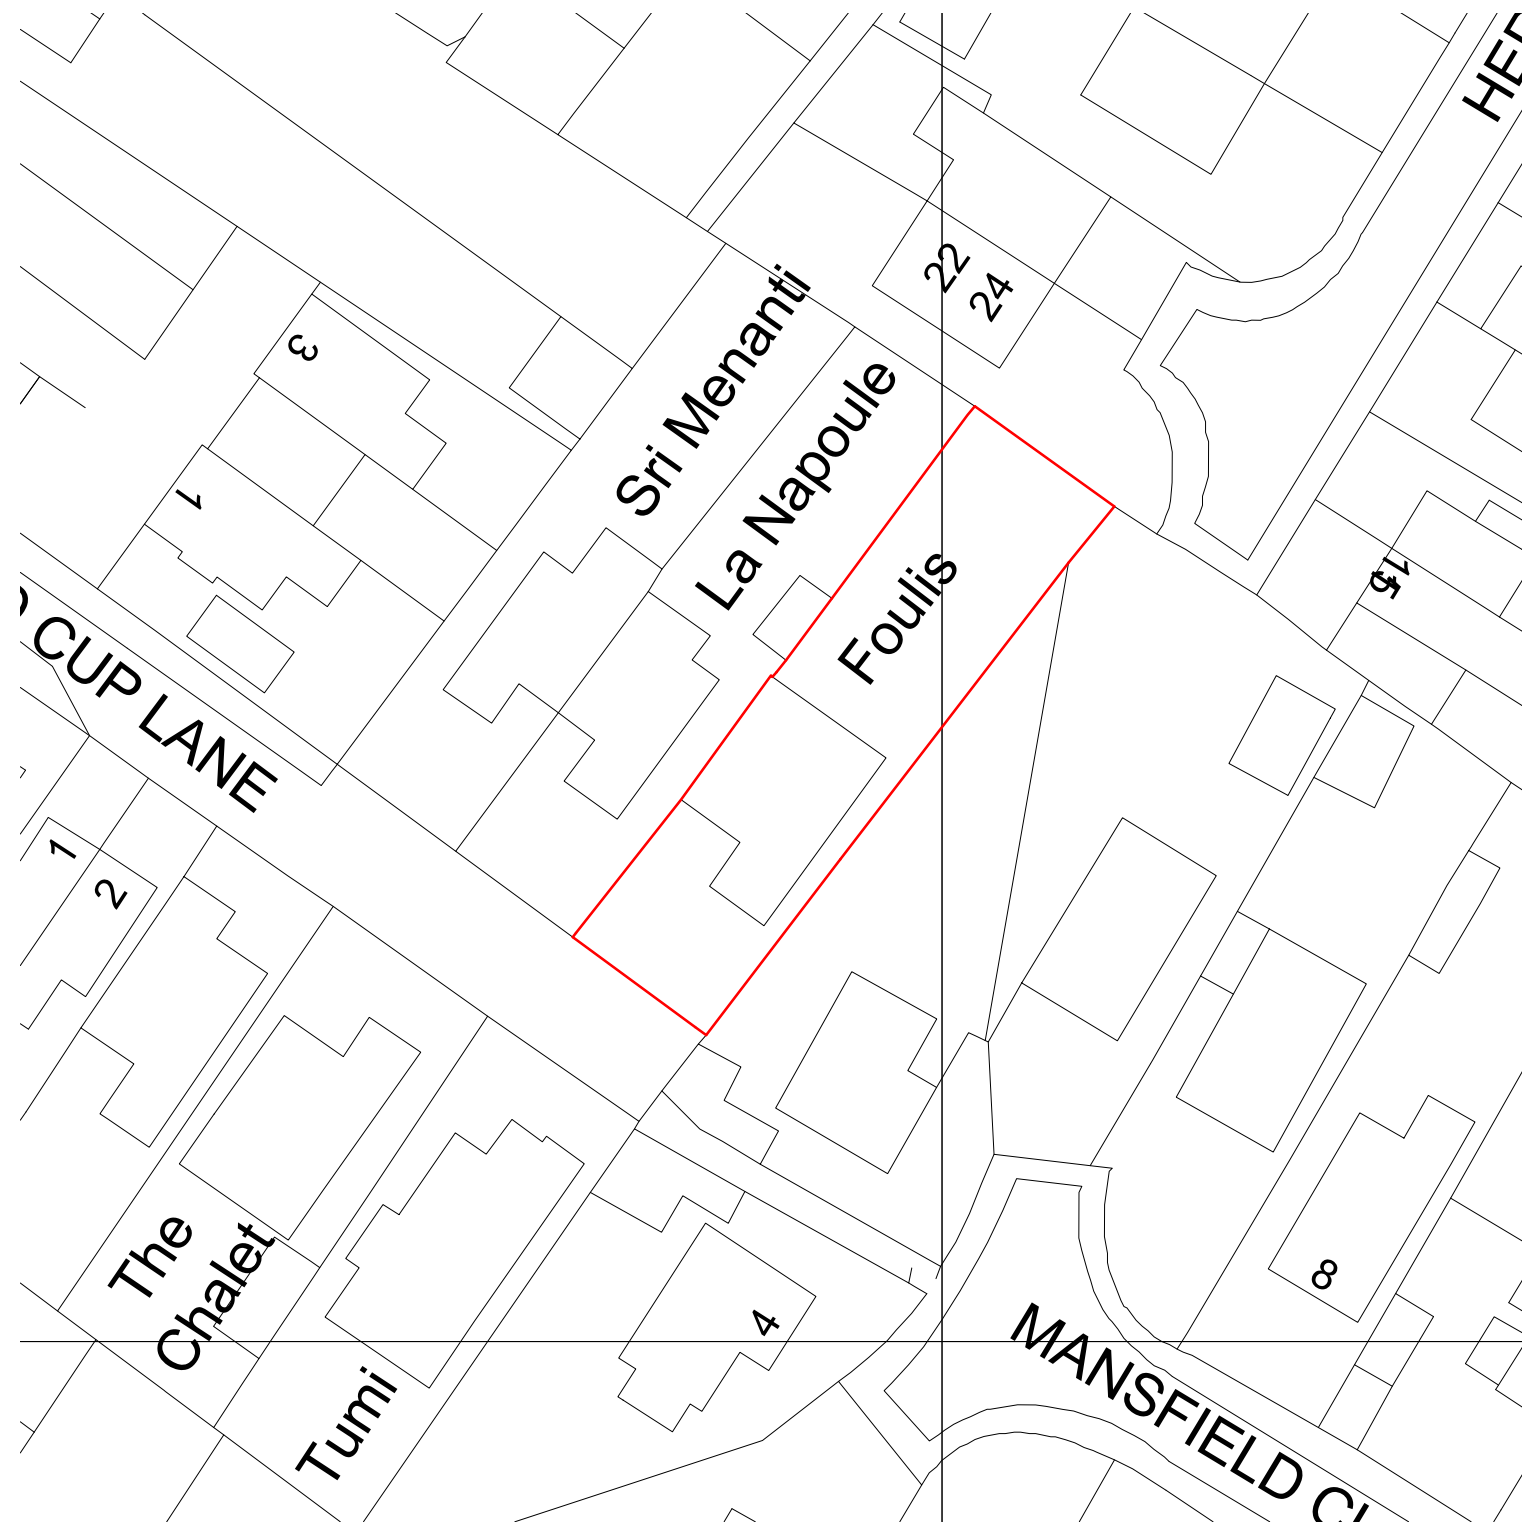 22
24
Sri Menanti
3
La Napoule
1
Foulis
15
CUP LANE
1
2
The
Chalet
8
4
MANSFIELD
Tumi